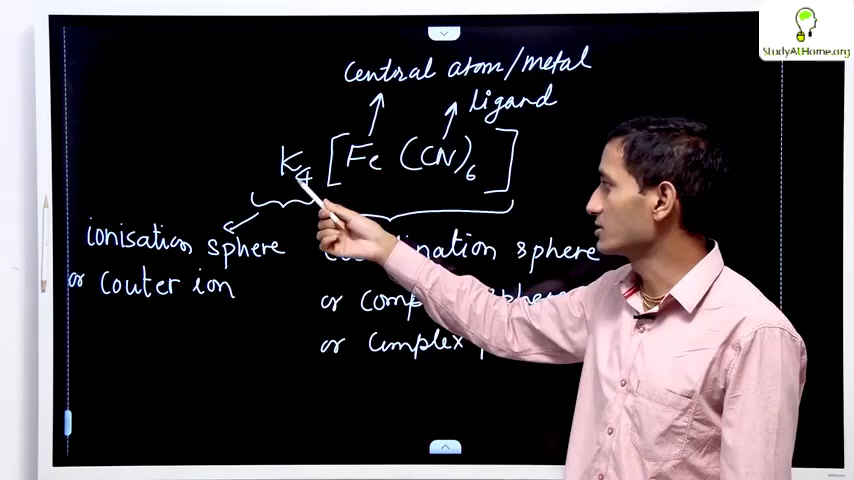 StudyAtHome.org
Central atom/metal
ligand
K4 [Fe (CN)6]
ionisation sphere
or couter ion
coordination sphere
or
or complex